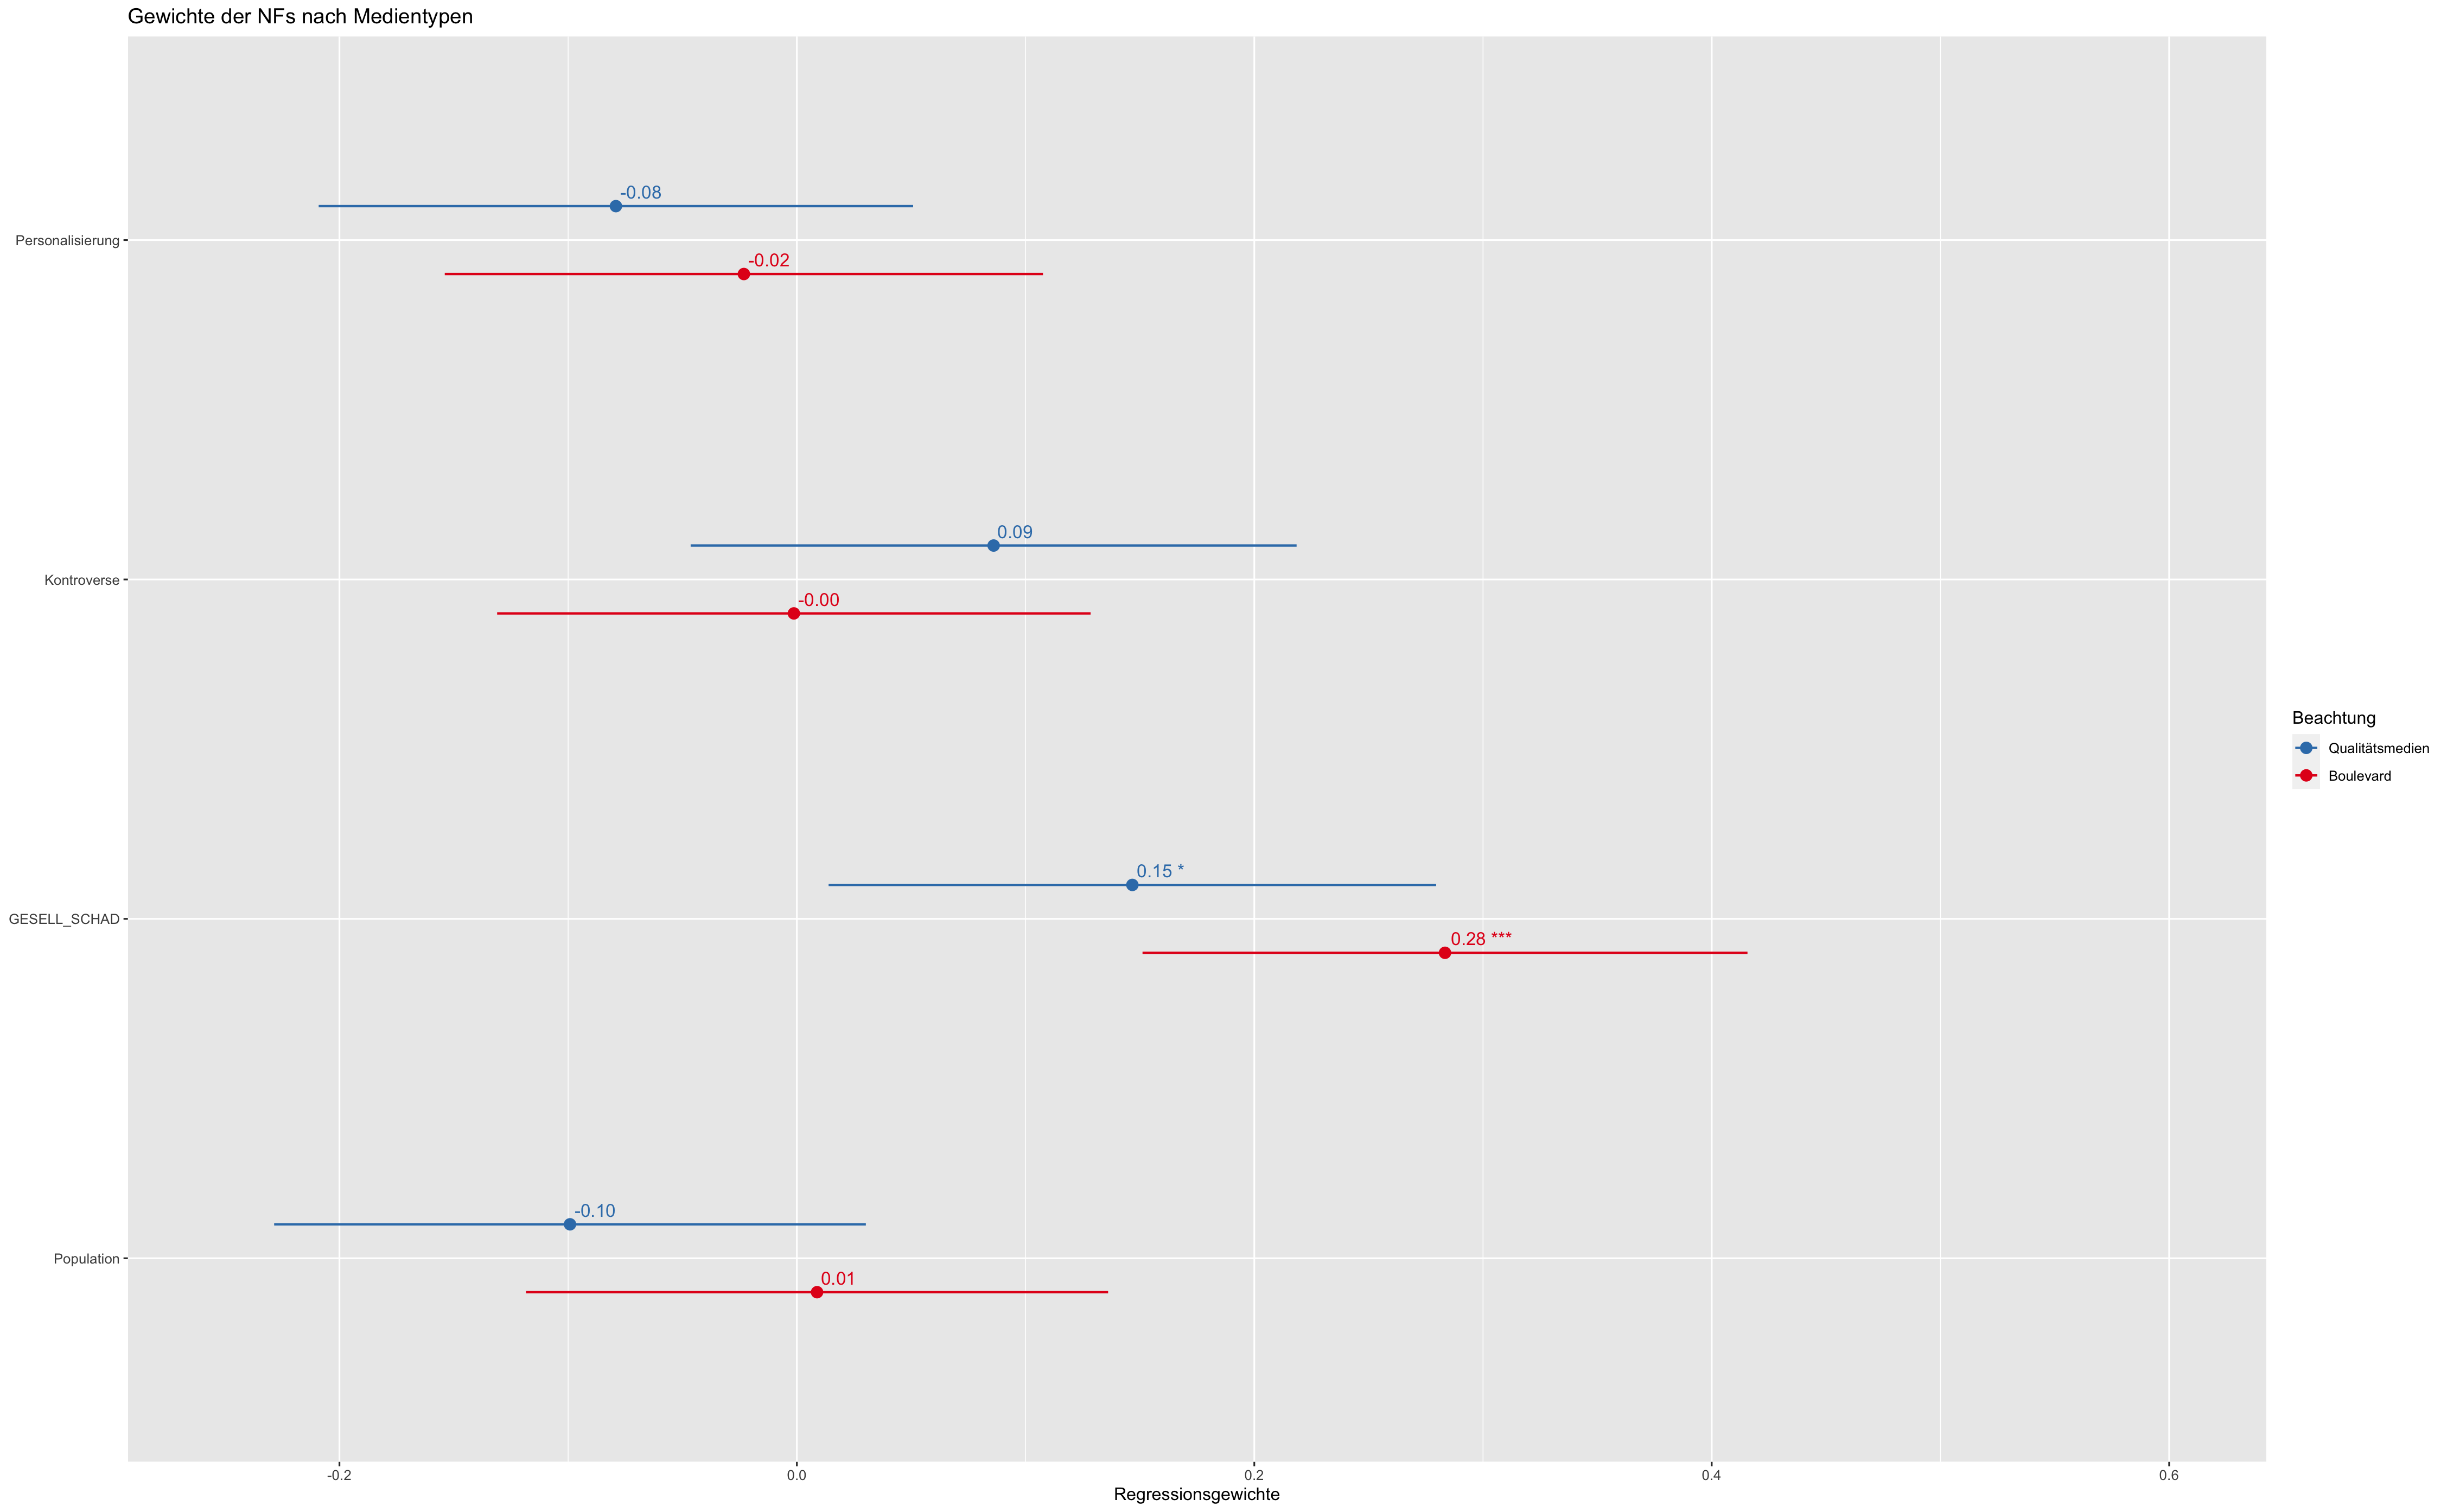 Gewichte der NFs nach Medientypen
-0.08
Personalisierung
-0.02
0.09
Kontroverse
-0.00
0.15 *
GESELL_SCHAD
0.28 ***
-0.10
Population
0.01
-0.2 0.0 0.2 0.4 0.6
Regressionsgewichte
Beachtung
Qualitätsmedien
Boulevard